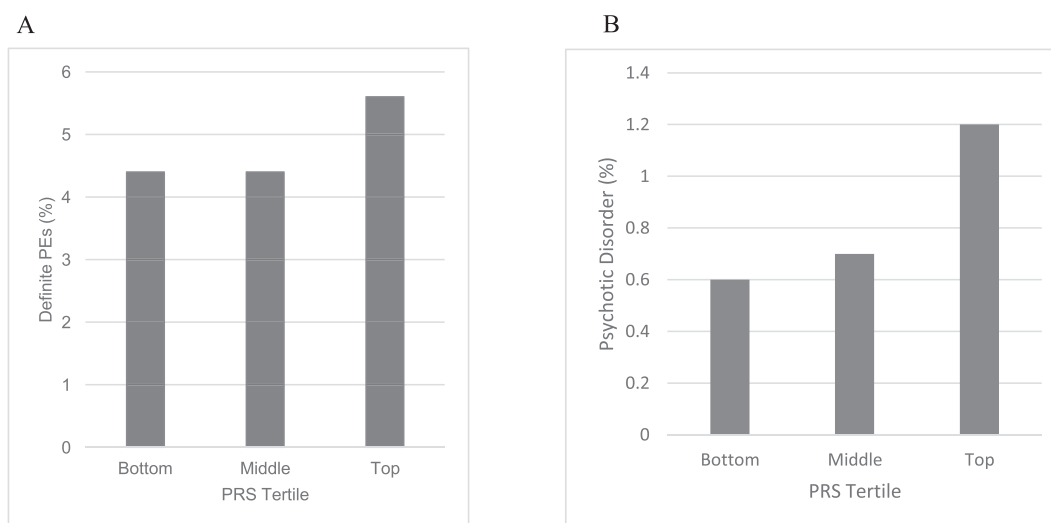 A
Definite PEs (%)
6
5
4
3
2
1
0
Bottom Middle Top
PRS Tertile
B
Psychotic Disorder (%)
1.4
1.2
1
0.8
0.6
0.4
0.2
0
Bottom Middle Top
PRS Tertile